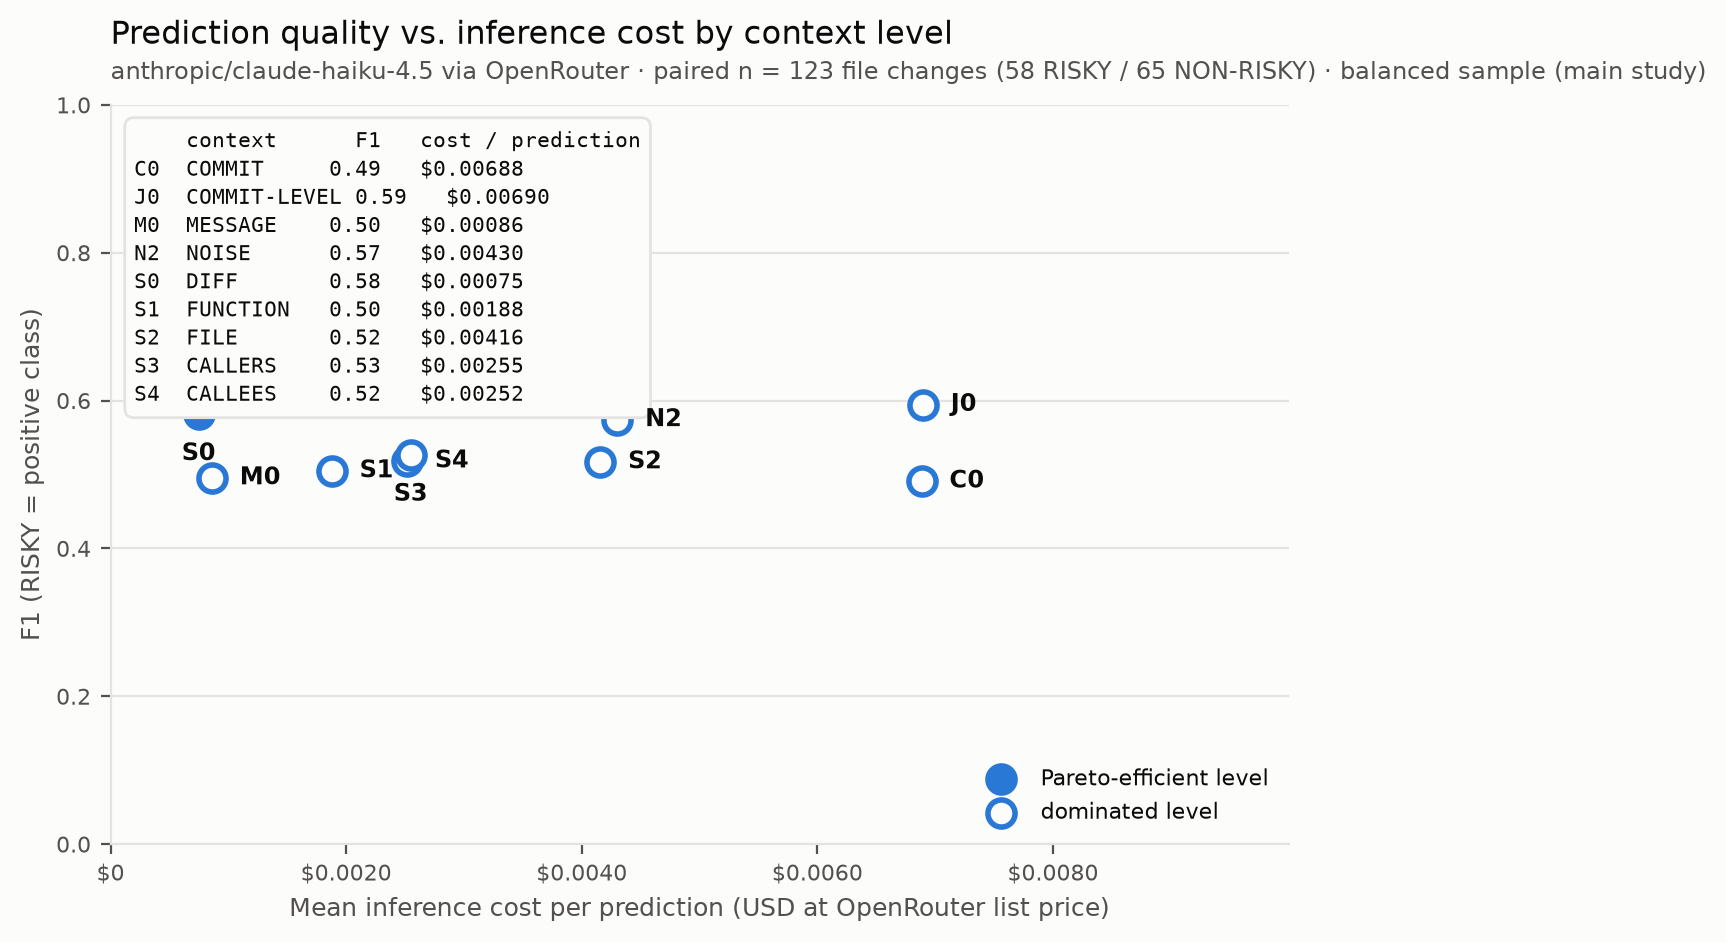 Prediction quality vs. inference cost by context level
anthropic/claude-haiku-4.5 via OpenRouter · paired n = 123 file changes (58 RISKY / 65 NON-RISKY) · balanced sample (main study)
F1 (RISKY = positive class)
1.0
0.8
0.6
0.4
0.2
0.0
context F1 cost / prediction
C0 COMMIT 0.49 $0.00688
J0 COMMIT-LEVEL 0.59 $0.00690
M0 MESSAGE 0.50 $0.00086
N2 NOISE 0.57 $0.00430
S0 DIFF 0.58 $0.00075
S1 FUNCTION 0.50 $0.00188
S2 FILE 0.52 $0.00416
S3 CALLERS 0.53 $0.00255
S4 CALLEES 0.52 $0.00252
J0
N2
S0
S4
S2
S1
M0
C0
S3
Pareto-efficient level
dominated level
$0 $0.0020 $0.0040 $0.0060 $0.0080
Mean inference cost per prediction (USD at OpenRouter list price)